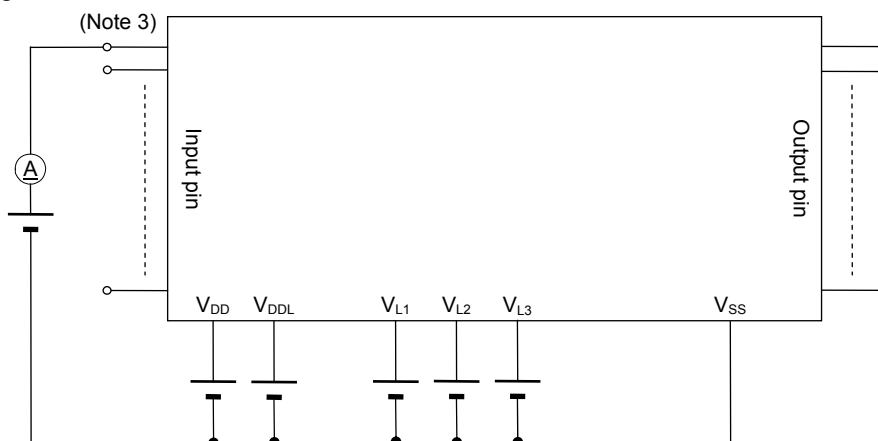 (Note 3)
A
Input pin
Output pin
VDD VDDL VL1 VL2 VL3 VSS